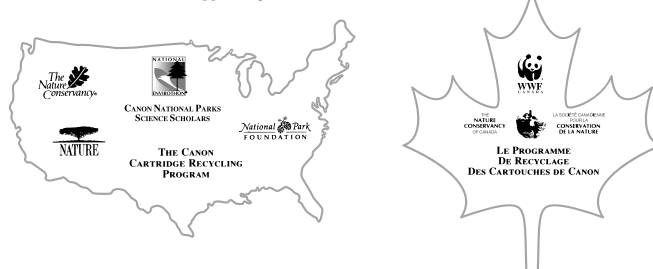 The
Nature
Conservancy®
NATIONAL
ENVIROTHON
CANON NATIONAL PARKS
SCIENCE SCHOLARS
National Park
FOUNDATION
NATURE
THE CANON
CARTRIDGE RECYCLING
PROGRAM
WWF
CANADA
THE
NATURE
CONSERVANCY
OF CANADA
LA SOCIÉTÉ CANADIENNE
POUR LA
CONSERVATION
DE LA NATURE
LE PROGRAMME
DE RECYCLAGE
DES CARTOUCHES DE CANON